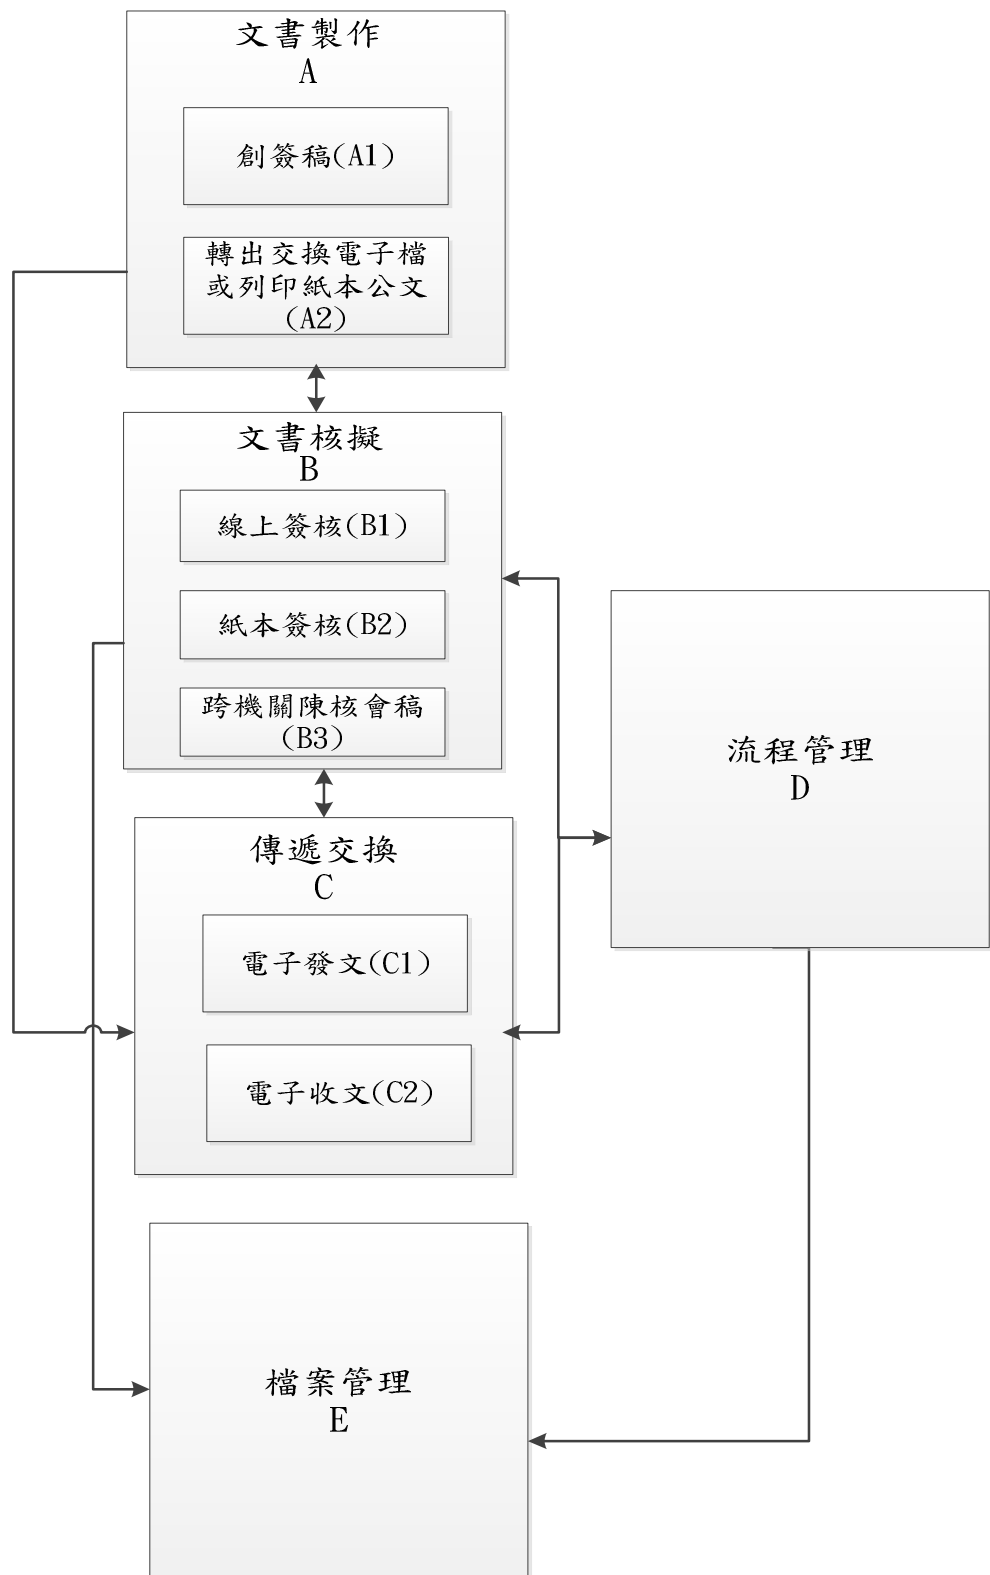 文書製作
A
創簽稿(A1)
轉出交換電子檔
或列印紙本公文
(A2)
文書核擬
B
線上簽核(B1)
紙本簽核(B2)
跨機關陳核會稿
(B3)
流程管理
D
傳遞交換
C
電子發文(C1)
電子收文(C2)
檔案管理
E